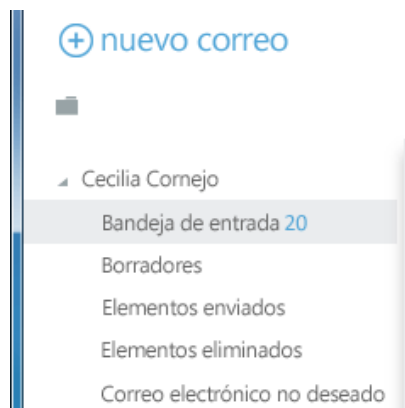 nuevo correo
Cecilia Cornejo
Bandeja de entrada 20
Borradores
Elementos enviados
Elementos eliminados
Correo electrónico no deseado